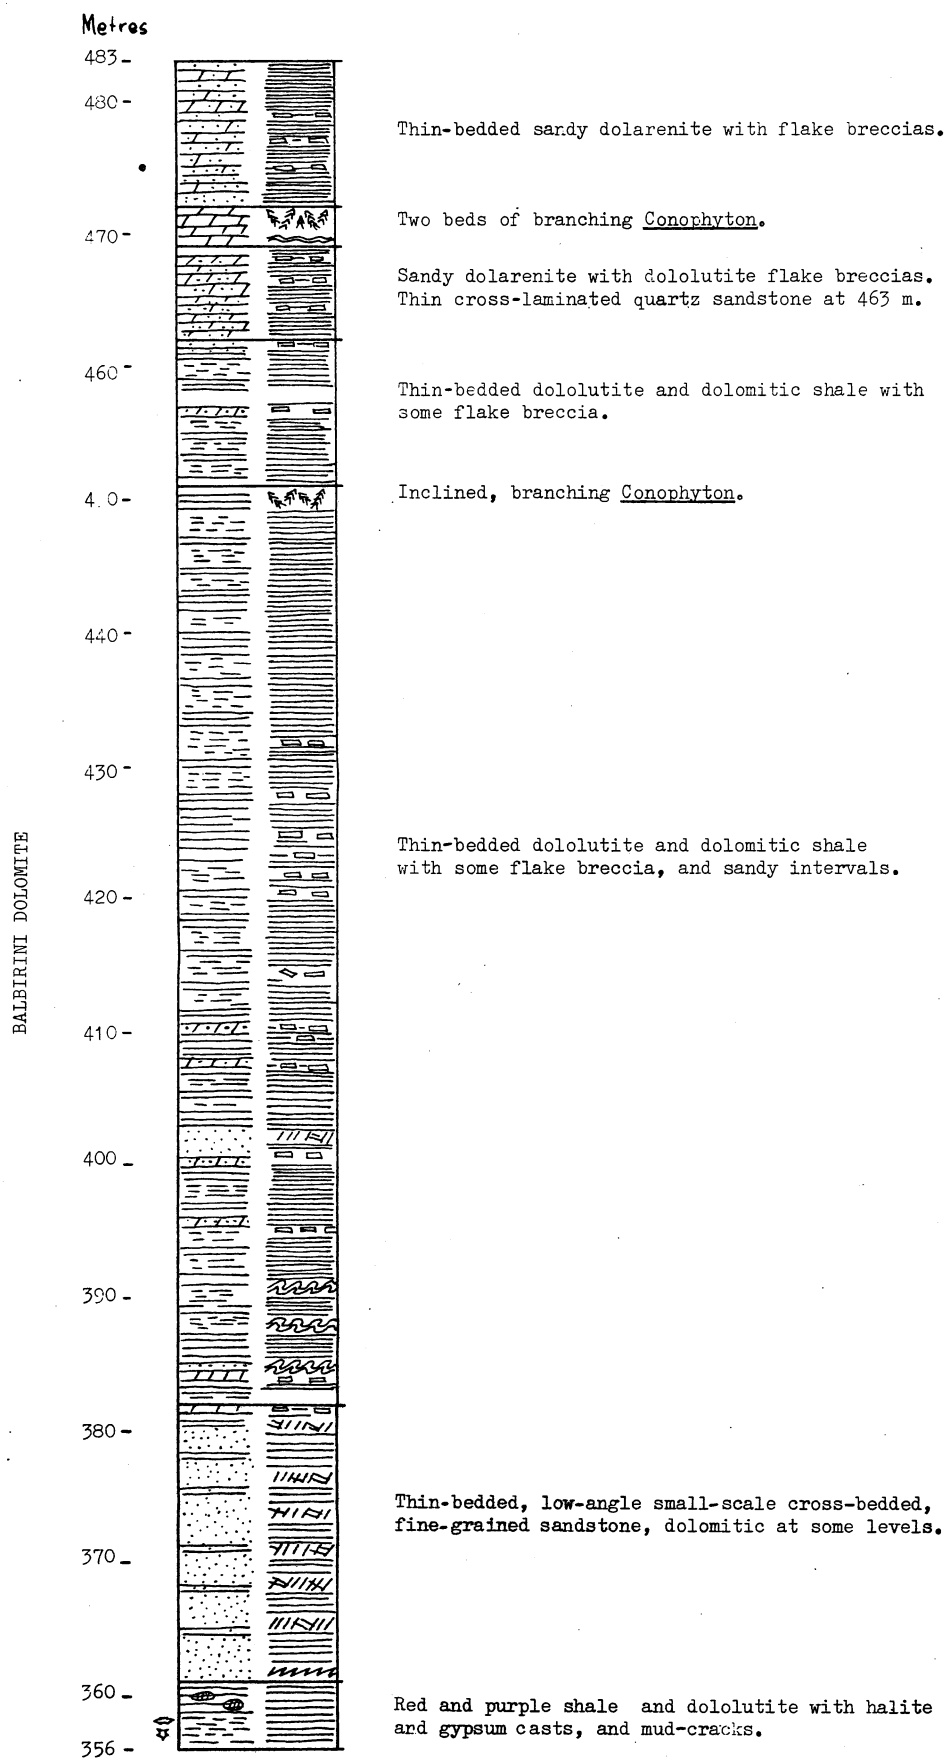 Metres
483
480
Thin-bedded sandy dolarenite with flake breccias.
Two beds of branching Conophyton.
470
Sandy dolarenite with dololutite flake breccias.
Thin cross-laminated quartz sandstone at 463 m.
460
Thin-bedded dololutite and dolomitic shale with
some flake breccia.
Inclined, branching Conophyton.
4 0
440
430
Thin-bedded dololutite and dolomitic shale
with some flake breccia, and sandy intervals.
420
BALBIRINI DOLOMITE
410
400
390
380
Thin-bedded, low-angle small-scale cross-bedded,
fine-grained sandstone, dolomitic at some levels.
370
360
Red and purple shale and dololutite with halite
and gypsum casts, and mud-cracks.
356